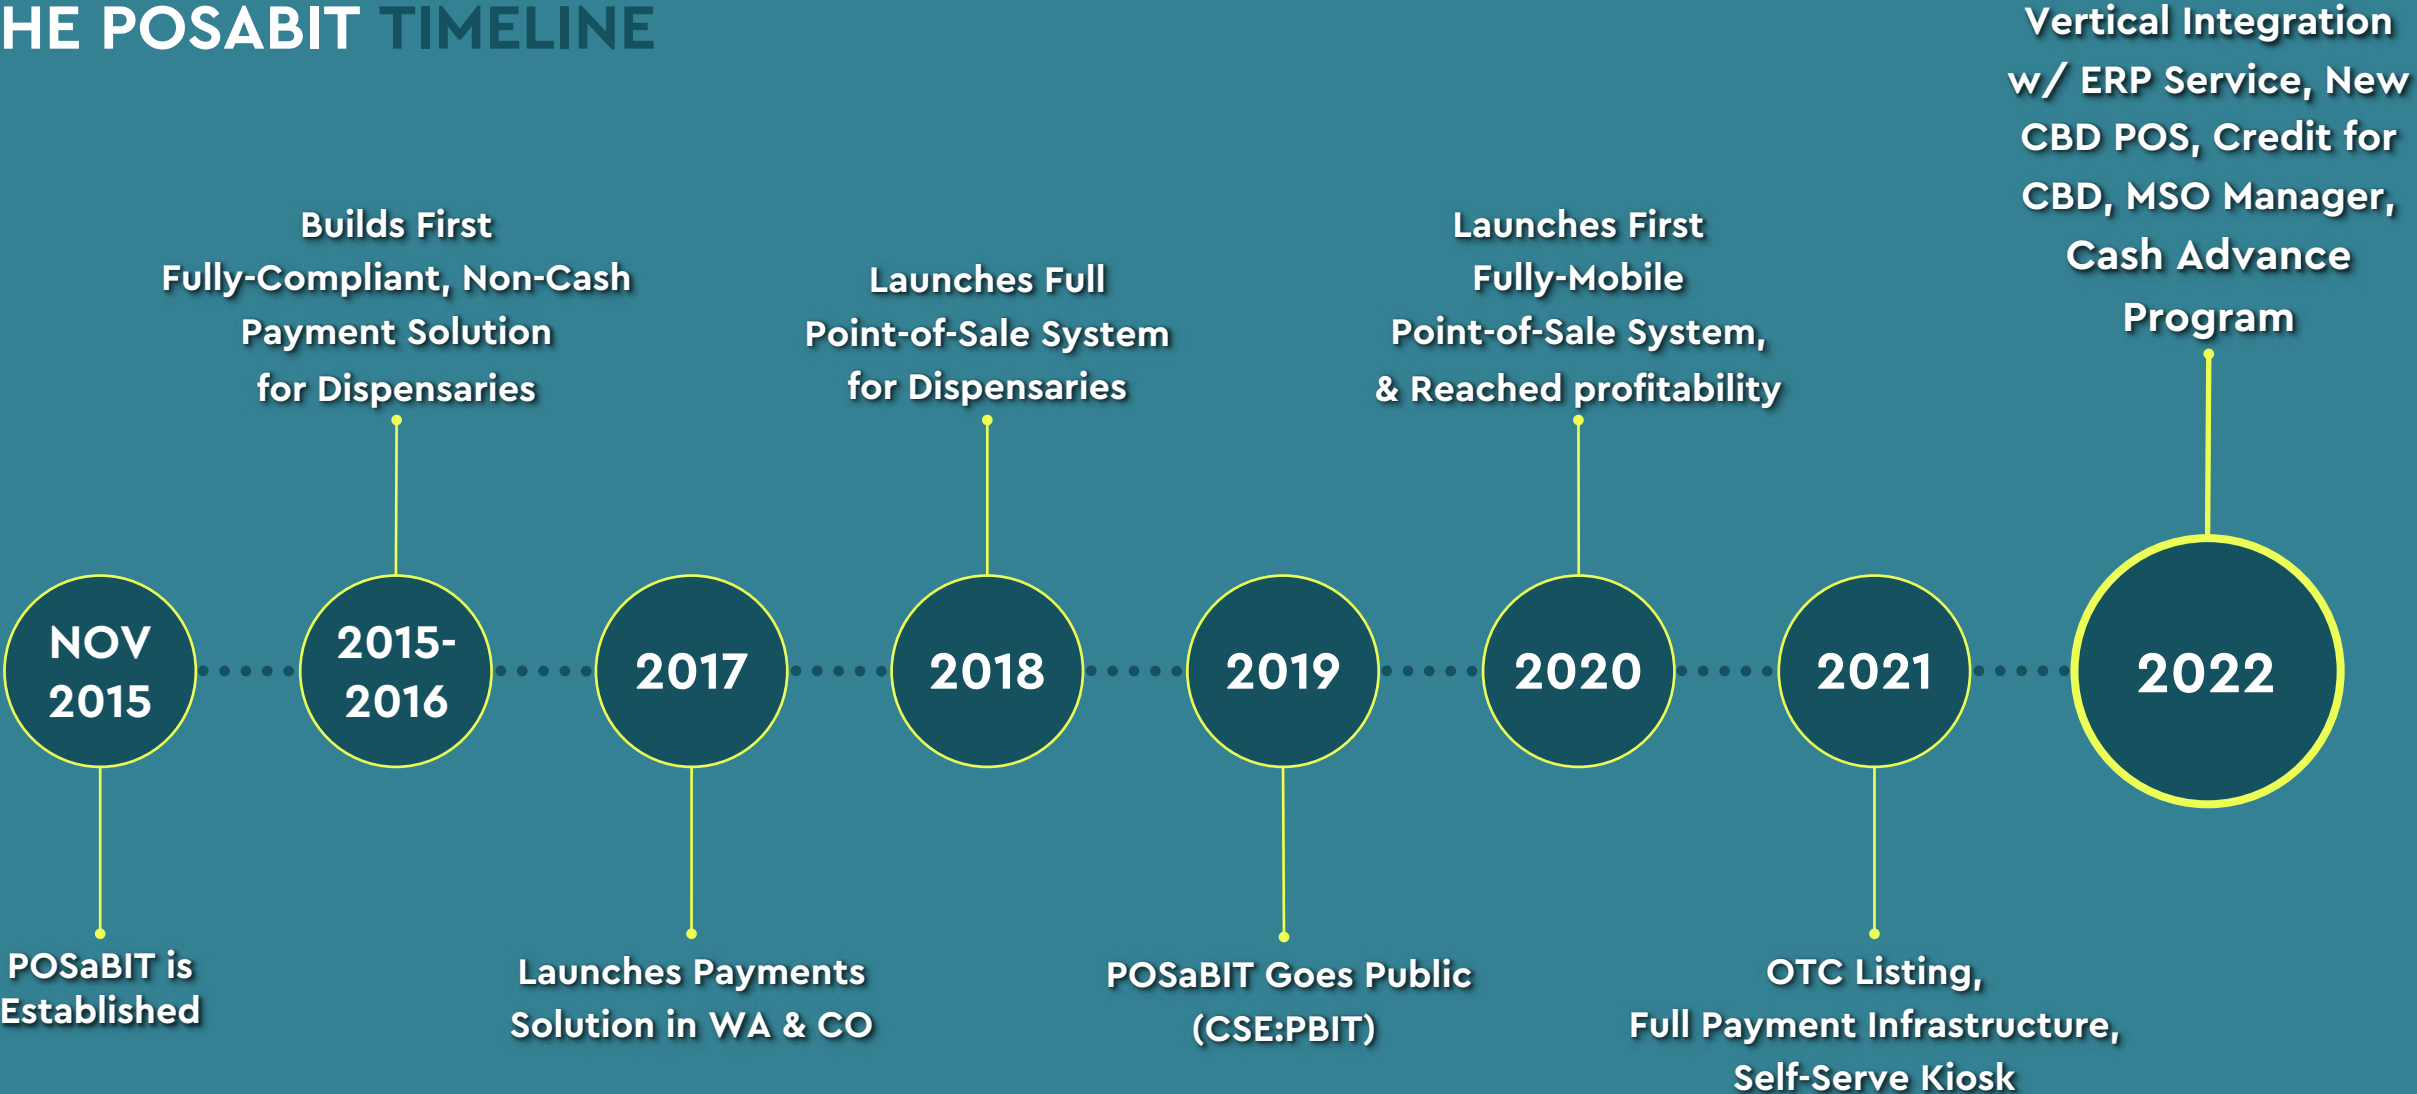 HE POSABIT TIMELINE
NOV
2015
POSaBIT is
Established
Builds First
Fully-Compliant, Non-Cash
Payment Solution
for Dispensaries
2015-
2016
2017
Launches Payments
Solution in WA & CO
Launches Full
Point-of-Sale System
for Dispensaries
2018
2019
POSaBIT Goes Public
(CSE:PBIT)
Launches First
Fully-Mobile
Point-of-Sale System,
& Reached profitability
2020
2021
OTC Listing,
Full Payment Infrastructure,
Self-Serve Kiosk
Vertical Integration
w/ ERP Service, New
CBD POS, Credit for
CBD, MSO Manager,
Cash Advance
Program
2022